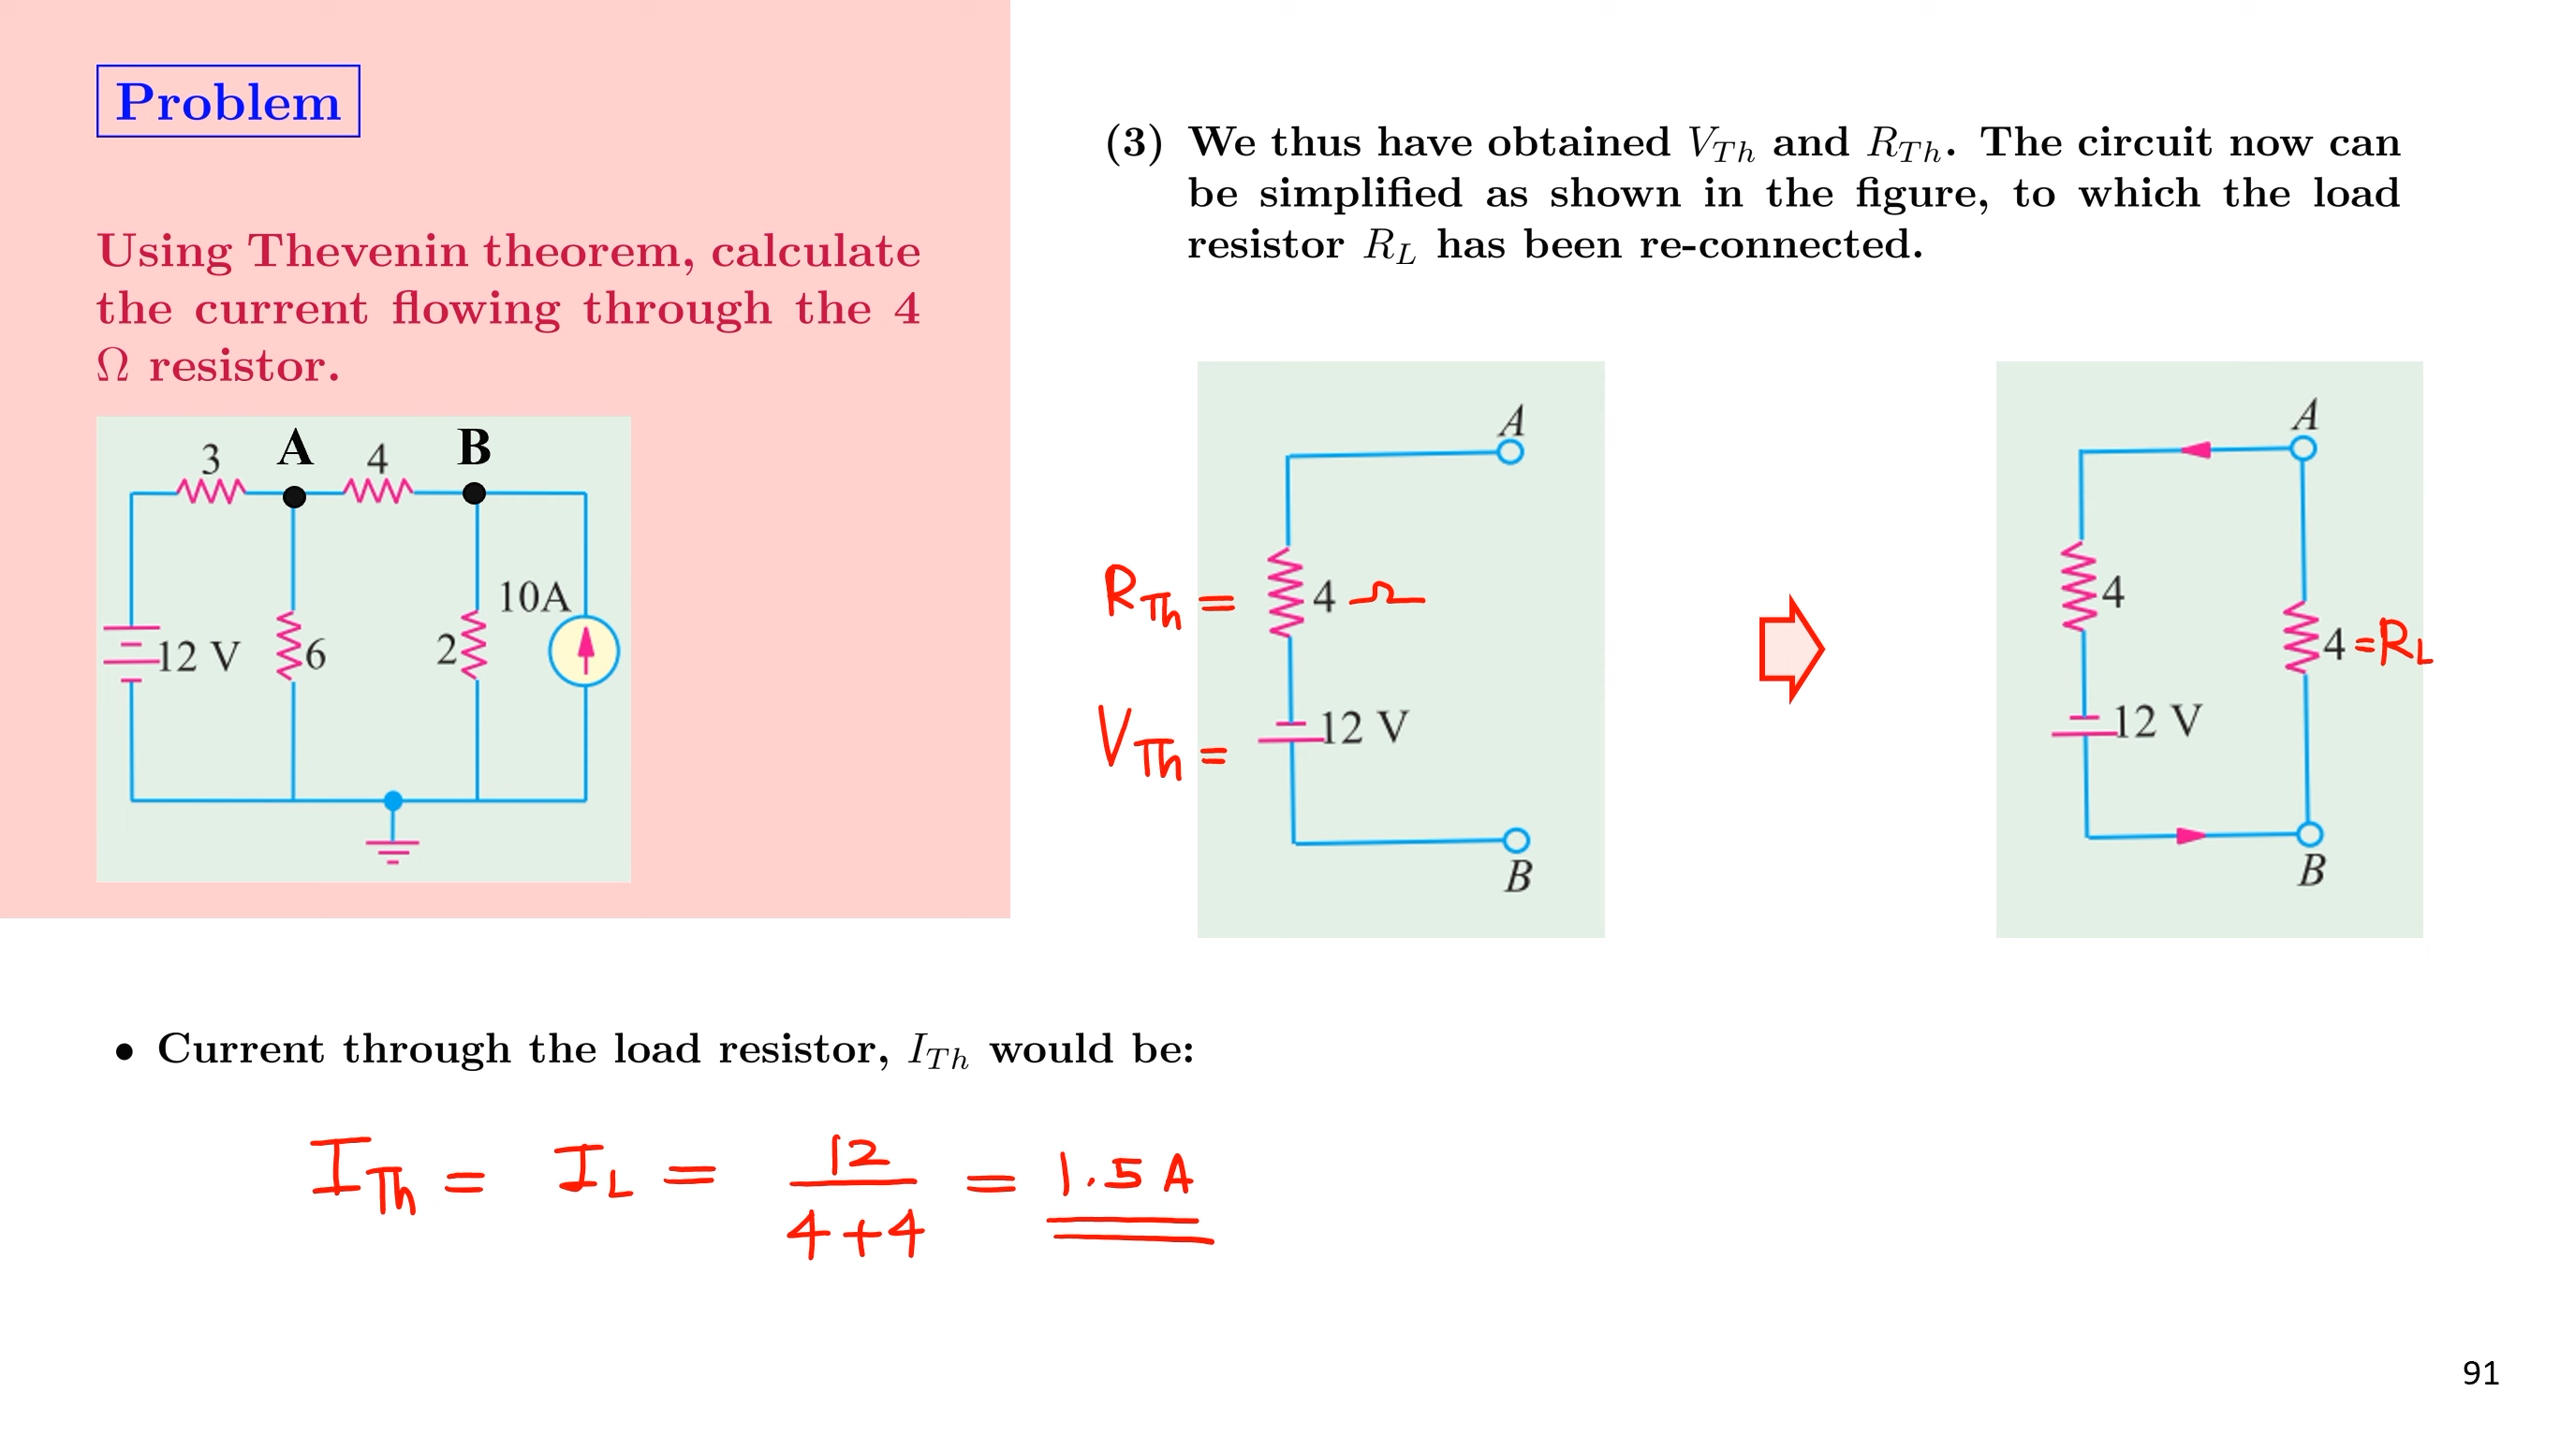 Problem
Using Thevenin theorem, calculate
the current flowing through the 4
Ω resistor.
3 A 4 B
10A
12 V 6 2
(3) We thus have obtained V_Th and R_Th. The circuit now can
be simplified as shown in the figure, to which the load
resistor R_L has been re-connected.
A
R_Th = 4 Ω
V_Th = 12 V
B
A
4
4 = R_L
12 V
B
• Current through the load resistor, I_Th would be:
I_Th = I_L = 12 / 4+4 = 1.5 A
91